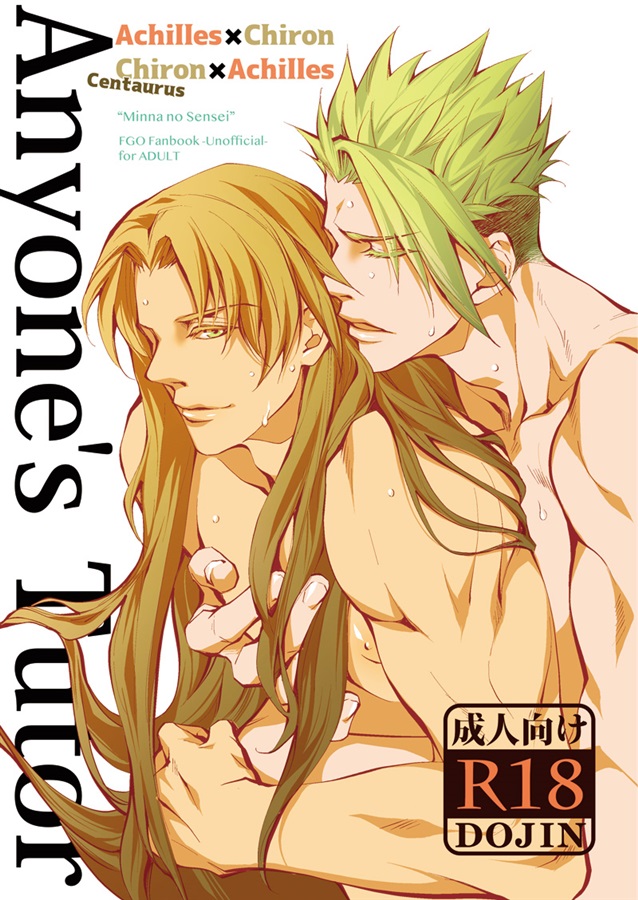 Anyone's Tutor
Achilles×Chiron
Chiron×Achilles
Centaurus
“Minna no Sensei”
FGO Fanbook -Unofficial-
for ADULT
成人向け
R18
DOJIN